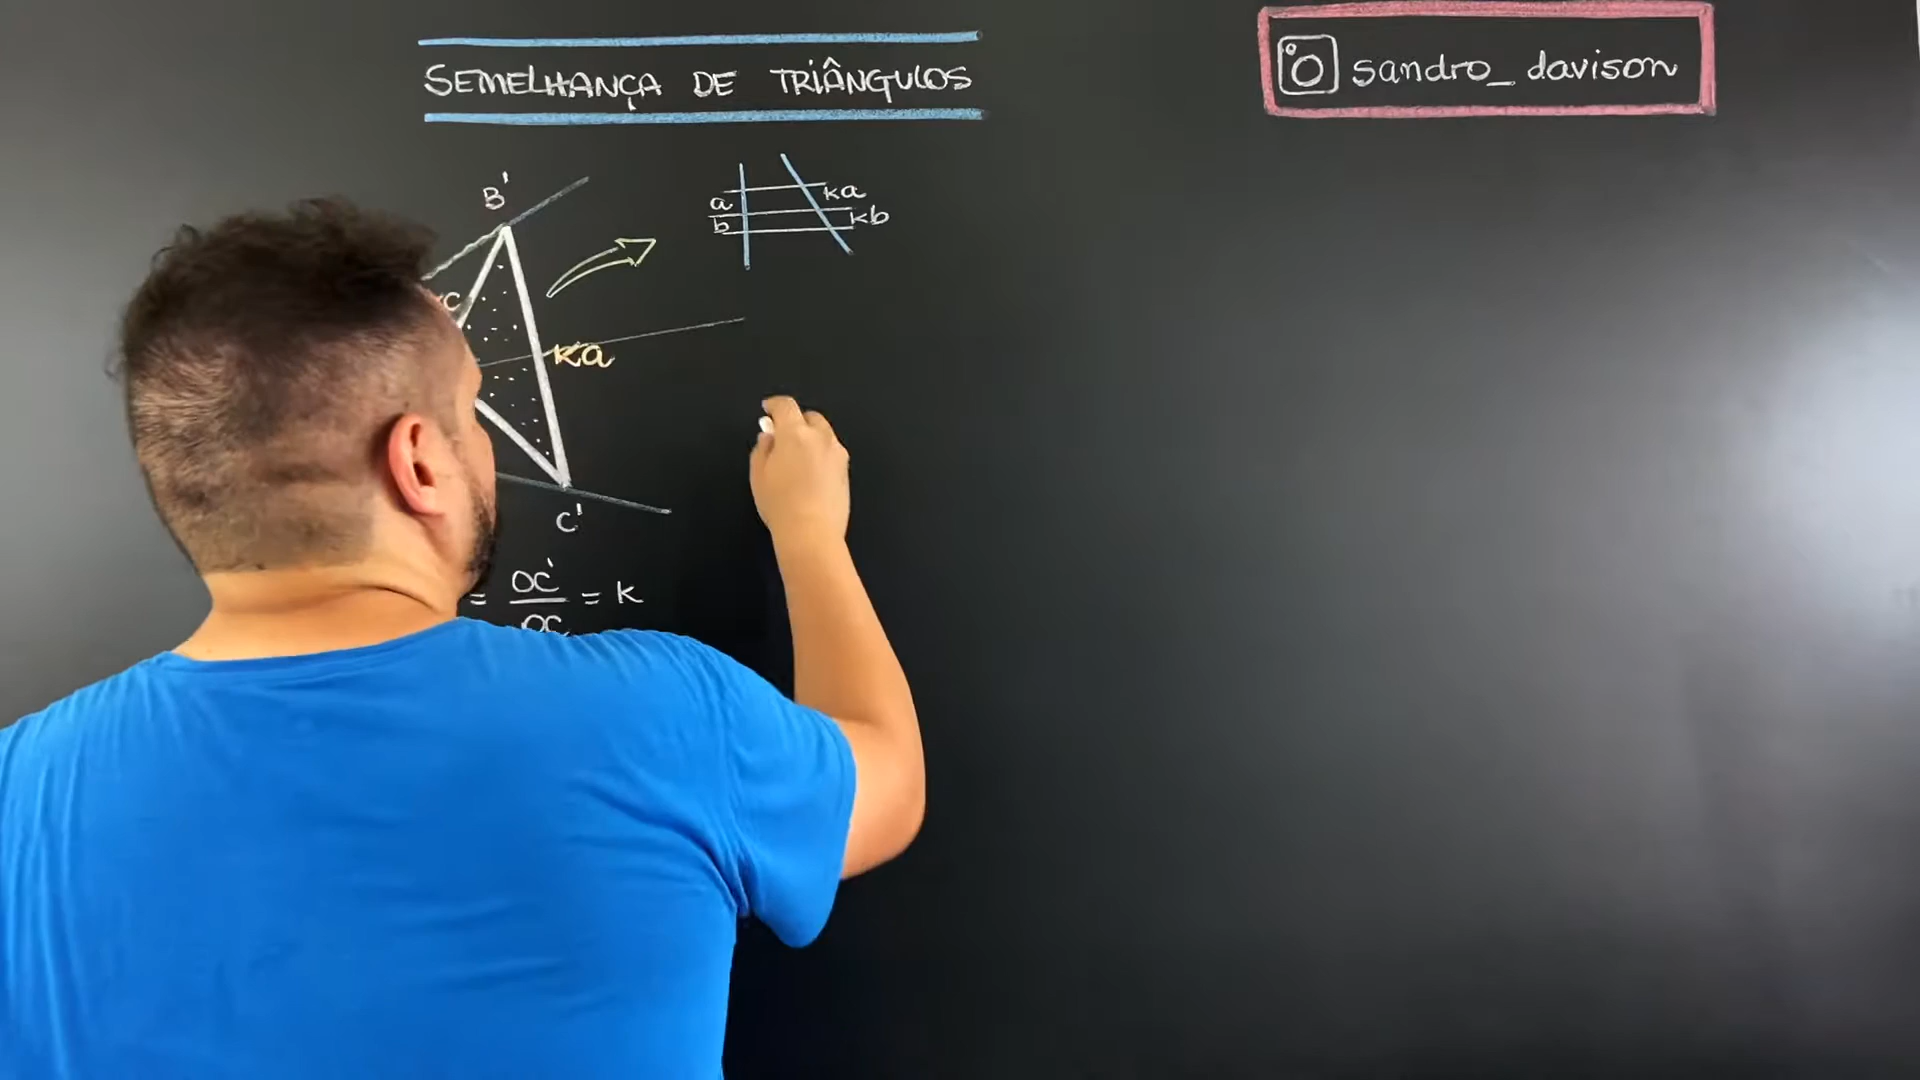 SEMELHANÇA DE TRIÂNGULOS
sandro_davison
B'
a
ka
b
kb
C
ka
C'
= OC' / OC = k